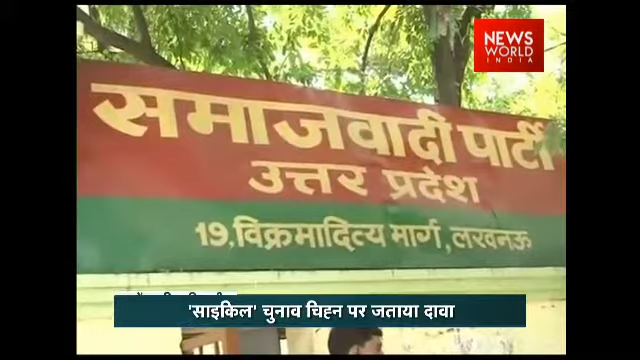 NEWS
WORLD
INDIA
समाजवादी पार्टी
उत्तर प्रदेश
19, विक्रमादित्य मार्ग, लखनऊ
'साइकिल' चुनाव चिह्न पर जताया दावा